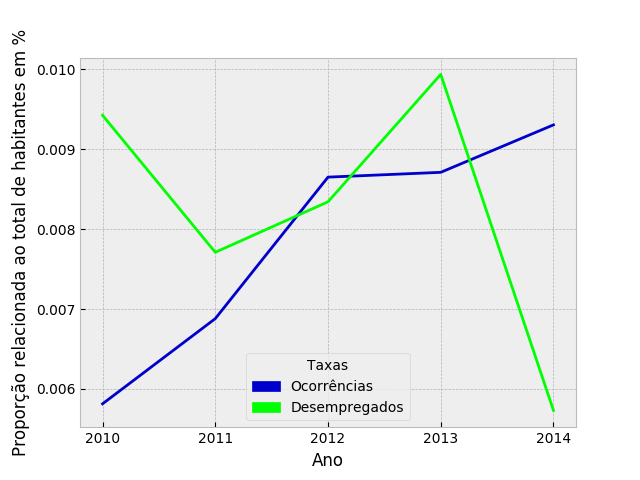 Proporção relacionada ao total de habitantes em %
0.010
0.009
0.008
0.007
0.006
Taxas
Ocorrências
Desempregados
2010 2011 2012 2013 2014
Ano